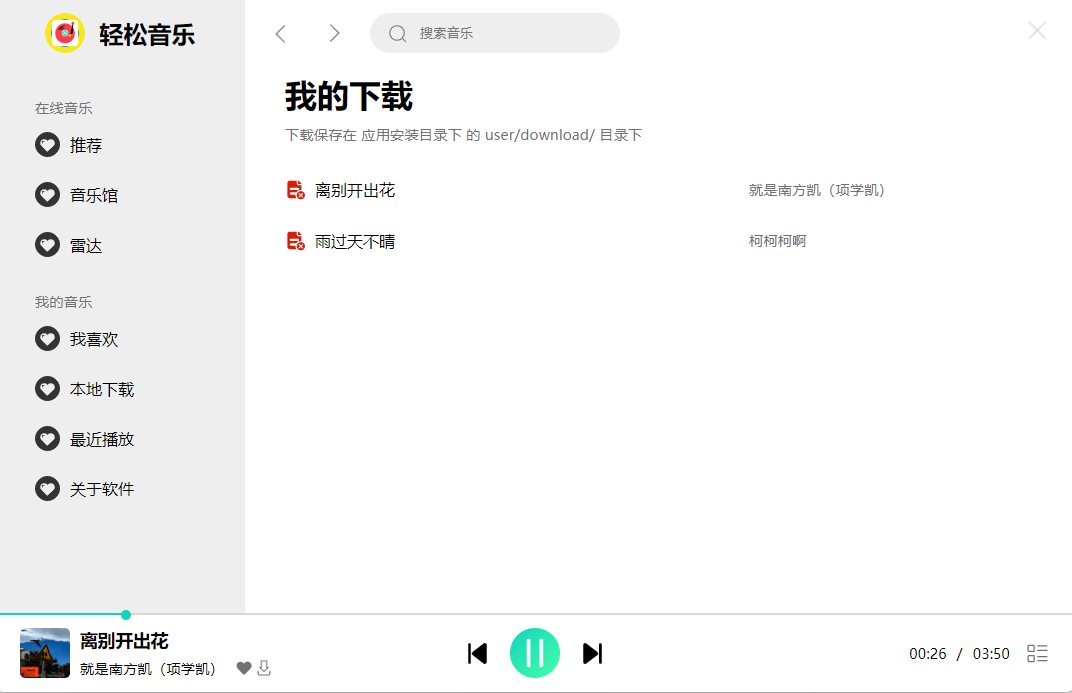 轻松音乐
搜索音乐
在线音乐
推荐
音乐馆
雷达
我的音乐
我喜欢
本地下载
最近播放
关于软件
我的下载
下载保存在 应用安装目录下 的 user/download/ 目录下
离别开出花 就是南方凯（项学凯）
雨过天不晴 柯柯柯啊
离别开出花
就是南方凯（项学凯）
00:26 / 03:50